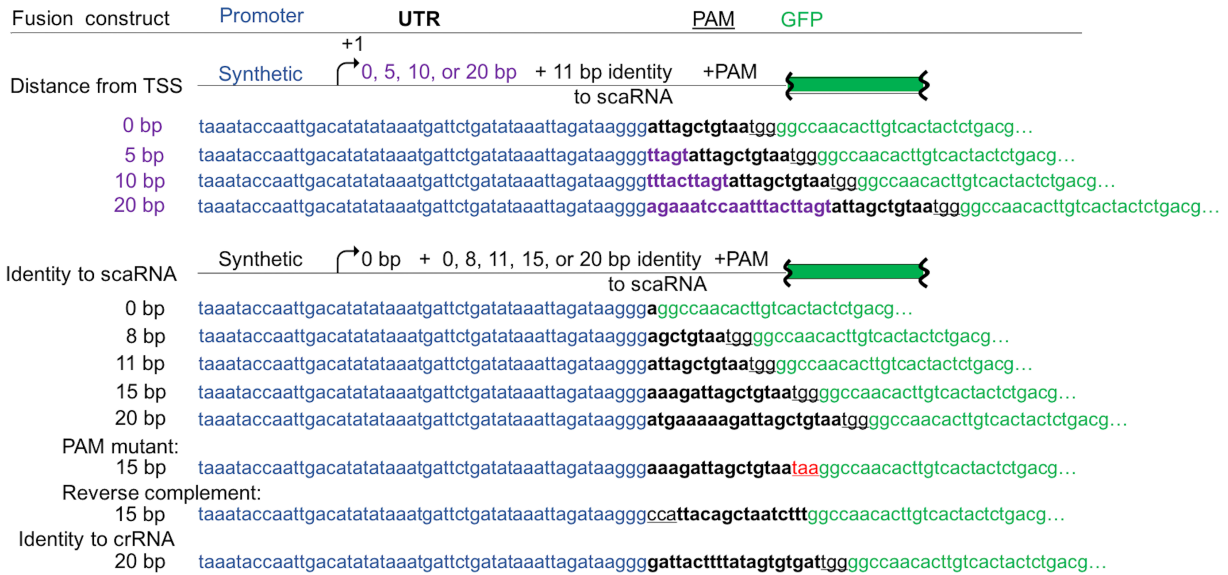 Fusion construct Promoter UTR PAM GFP
+1
Distance from TSS Synthetic 0, 5, 10, or 20 bp + 11 bp identity to scaRNA +PAM
0 bp taaataccaattgacatatataaatgattctgatataaattagataagggattagctgtaatggggccaacacttgtcactactctgacg…
5 bp taaataccaattgacatatataaatgattctgatataaattagataagggttagtattagctgtaatggggccaacacttgtcactactctgacg…
10 bp taaataccaattgacatatataaatgattctgatataaattagataagggtttacttagtattagctgtaatggggccaacacttgtcactactctgacg…
20 bp taaataccaattgacatatataaatgattctgatataaattagataagggagaaatccaatttacttagtattagctgtaatggggccaacacttgtcactactctgacg…
Identity to scaRNA Synthetic 0 bp + 0, 8, 11, 15, or 20 bp identity to scaRNA +PAM
0 bp taaataccaattgacatatataaatgattctgatataaattagataagggaggccaacacttgtcactactctgacg…
8 bp taaataccaattgacatatataaatgattctgatataaattagataagggagctgtaatggggccaacacttgtcactactctgacg…
11 bp taaataccaattgacatatataaatgattctgatataaattagataagggattagctgtaatggggccaacacttgtcactactctgacg…
15 bp taaataccaattgacatatataaatgattctgatataaattagataagggaaagattagctgtaatggggccaacacttgtcactactctgacg…
20 bp taaataccaattgacatatataaatgattctgatataaattagataagggatgaaaaagattagctgtaatggggccaacacttgtcactactctgacg…
PAM mutant:
15 bp taaataccaattgacatatataaatgattctgatataaattagataagggaaagattagctgtaataaggccaacacttgtcactactctgacg…
Reverse complement:
15 bp taaataccaattgacatatataaatgattctgatataaattagataagggccattacagctaatctttggccaacacttgtcactactctgacg…
Identity to crRNA
20 bp taaataccaattgacatatataaatgattctgatataaattagataaggggattacttttatagtgtgattggggccaacacttgtcactactctgacg…